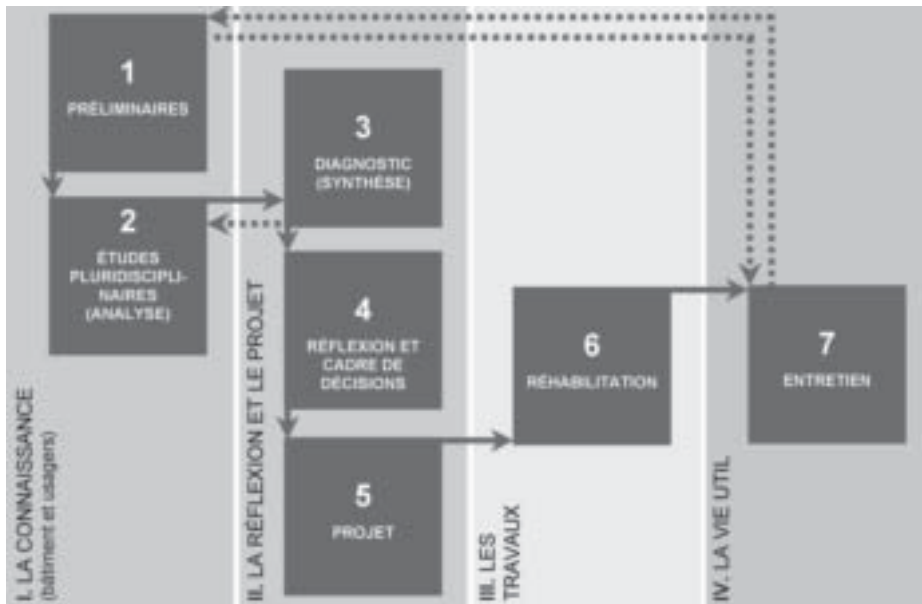 1
PRÉLIMINAIRES
2
ÉTUDES
PLURIDISCIPLI-
NAIRES
(ANALYSE)
I. LA CONNAISSANCE
(bâtiment et usagers)
3
DIAGNOSTIC
(SYNTHÈSE)
4
RÉFLEXION ET
CADRE DE
DÉCISIONS
5
PROJET
II. LA RÉFLEXION ET LE PROJET
6
RÉHABILITATION
III. LES
TRAVAUX
7
ENTRETIEN
IV. LA VIE UTIL